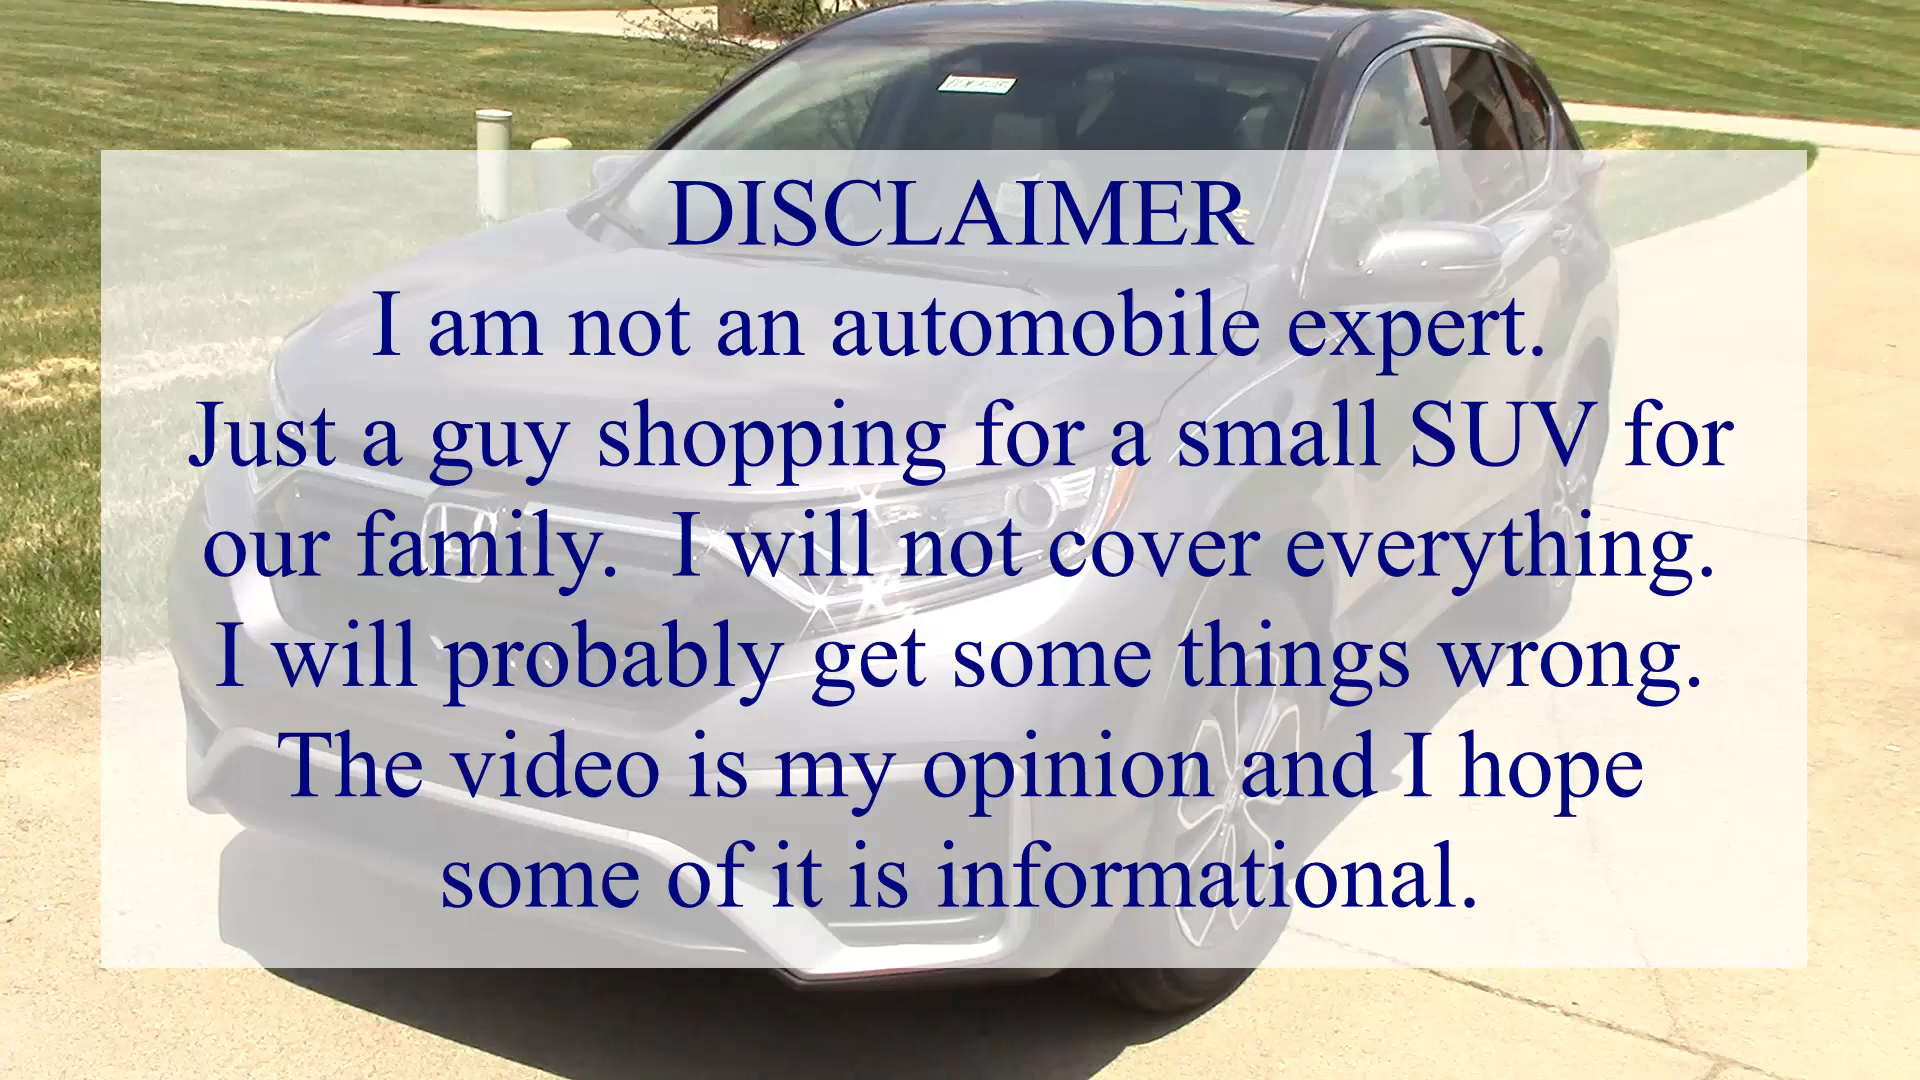 DISCLAIMER
I am not an automobile expert.
Just a guy shopping for a small SUV for
our family.  I will not cover everything.
I will probably get some things wrong.
The video is my opinion and I hope
some of it is informational.